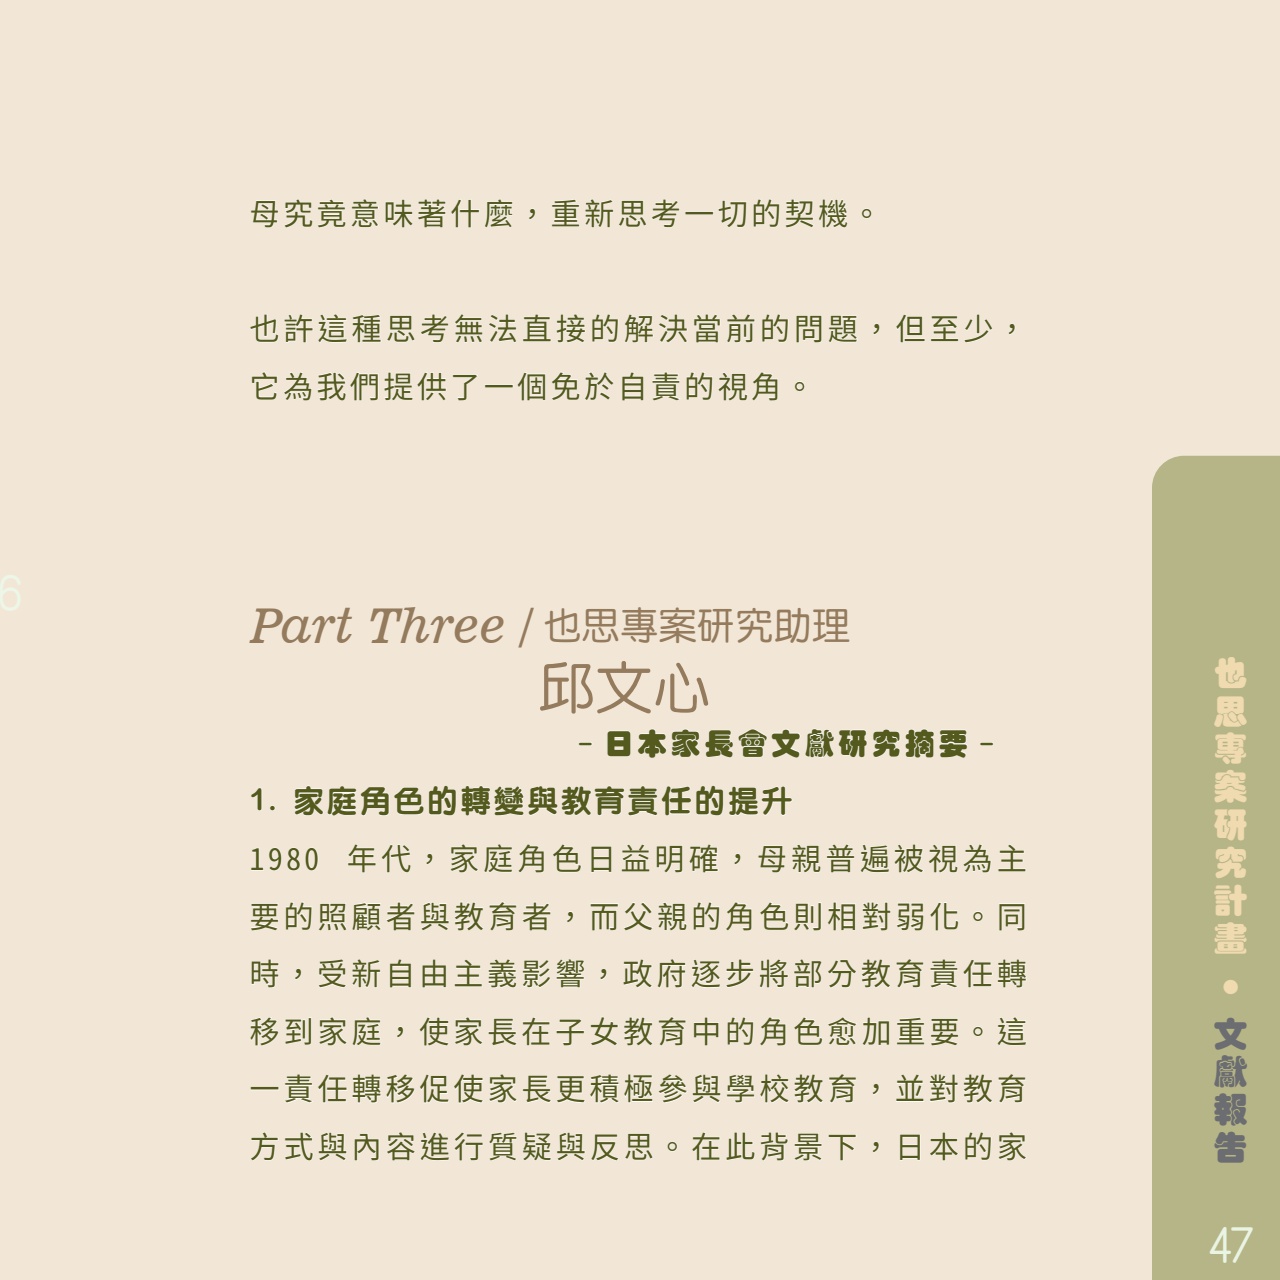 母究竟意味著什麼，重新思考一切的契機。
也許這種思考無法直接的解決當前的問題，但至少，
它為我們提供了一個免於自責的視角。
6
Part Three / 也思專案研究助理
邱文心
- 日本家長會文獻研究摘要 -
1. 家庭角色的轉變與教育責任的提升
1980 年代，家庭角色日益明確，母親普遍被視為主
要的照顧者與教育者，而父親的角色則相對弱化。同
時，受新自由主義影響，政府逐步將部分教育責任轉
移到家庭，使家長在子女教育中的角色愈加重要。這
一責任轉移促使家長更積極參與學校教育，並對教育
方式與內容進行質疑與反思。在此背景下，日本的家
也思專案研究計畫 • 文獻報告
47